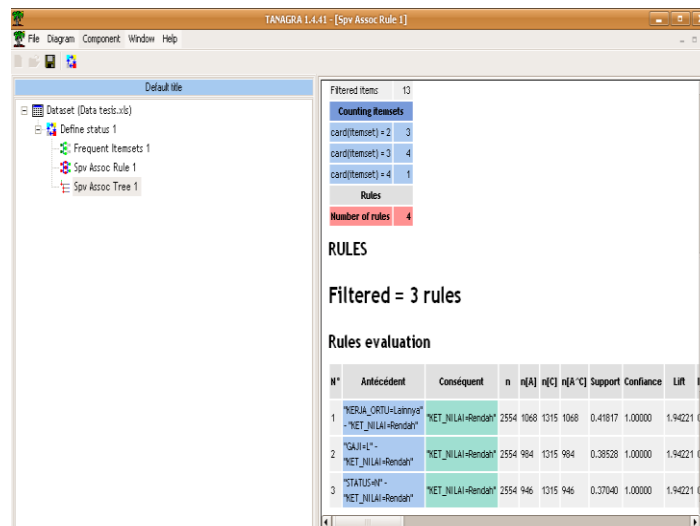 TANAGRA 1.4.41 - [Spv Assoc Rule 1]
File Diagram Component Window Help
Default title
Dataset (Data tesis.xls)
Define status 1
Frequent Itemsets 1
Spv Assoc Rule 1
Spv Assoc Tree 1
Filtered items 13
Counting itemsets
card(itemset) = 2 3
card(itemset) = 3 4
card(itemset) = 4 1
Rules
Number of rules 4
RULES
Filtered = 3 rules
Rules evaluation
N° Antécédent Conséquent n n[A] n[C] n[A^C] Support Confiance Lift
1 "KERJA_ORTU=Lainnya" - "KET_NILAI=Rendah" "KET_NILAI=Rendah" 2554 1068 1315 1068 0.41817 1.00000 1.94221
2 "GAJI=L" - "KET_NILAI=Rendah" "KET_NILAI=Rendah" 2554 984 1315 984 0.38528 1.00000 1.94221
3 "STATUS=N" - "KET_NILAI=Rendah" "KET_NILAI=Rendah" 2554 946 1315 946 0.37040 1.00000 1.94221